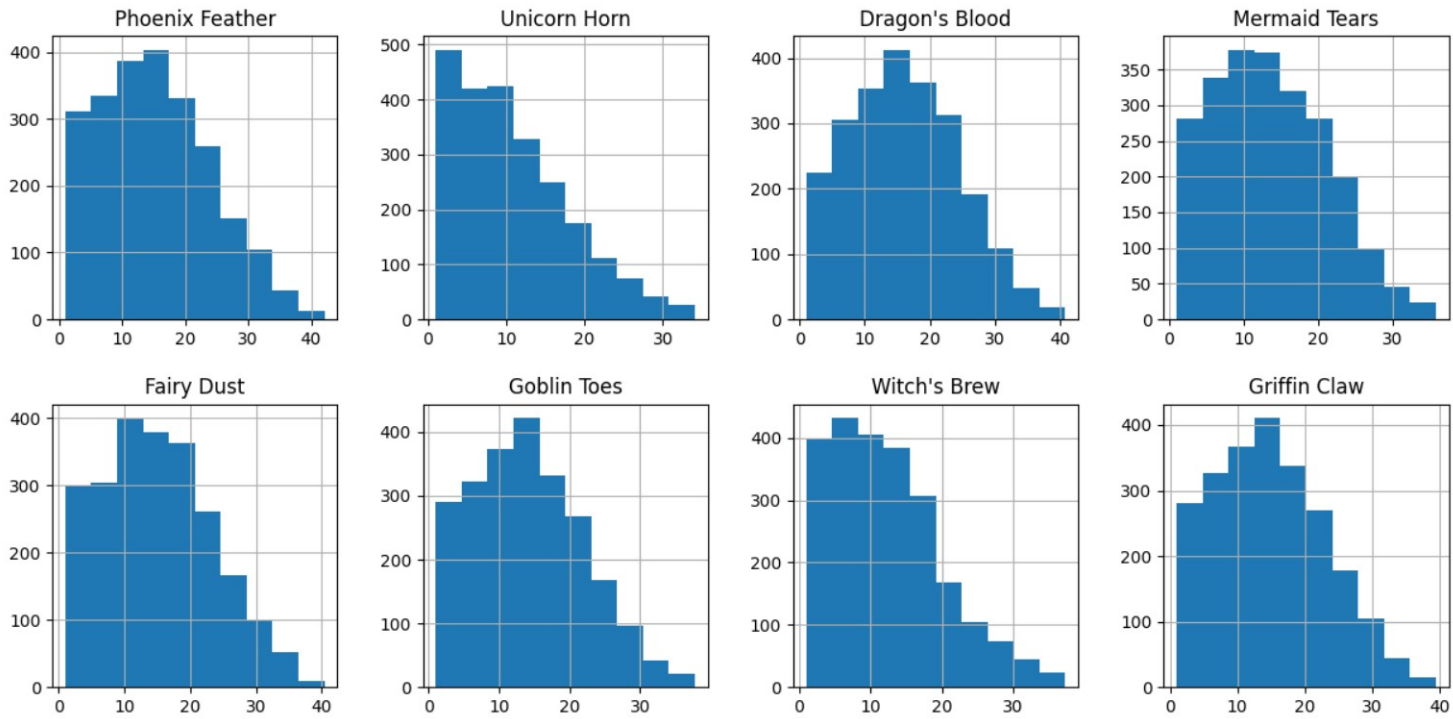 Phoenix Feather
400
300
200
100
0
0 10 20 30 40
Unicorn Horn
500
400
300
200
100
0
0 10 20 30
Dragon's Blood
400
300
200
100
0
0 10 20 30 40
Mermaid Tears
350
300
250
200
150
100
50
0
0 10 20 30
Fairy Dust
400
300
200
100
0
0 10 20 30 40
Goblin Toes
400
300
200
100
0
0 10 20 30
Witch's Brew
400
300
200
100
0
0 10 20 30
Griffin Claw
400
300
200
100
0
0 10 20 30 40